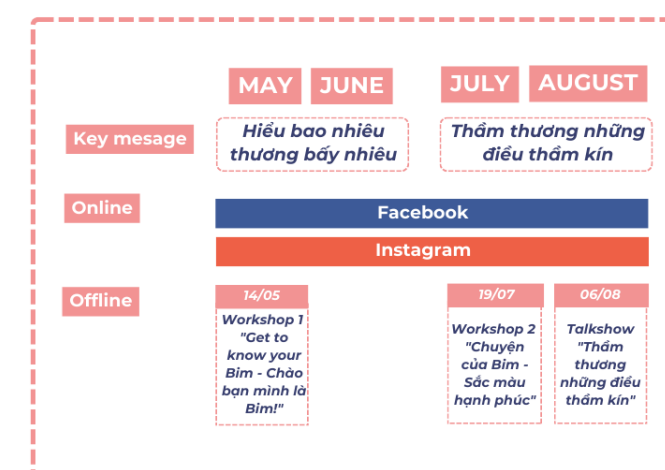 MAY JUNE JULY AUGUST
Key mesage
Hiểu bao nhiêu
thương bấy nhiêu
Thầm thương những
điều thầm kín
Online
Facebook
Instagram
Offline
14/05
Workshop 1
"Get to
know your
Bim - Chào
bạn mình là
Bim!"
19/07
Workshop 2
"Chuyện
của Bim -
Sắc màu
hạnh phúc"
06/08
Talkshow
"Thầm
thương
những điều
thầm kín"